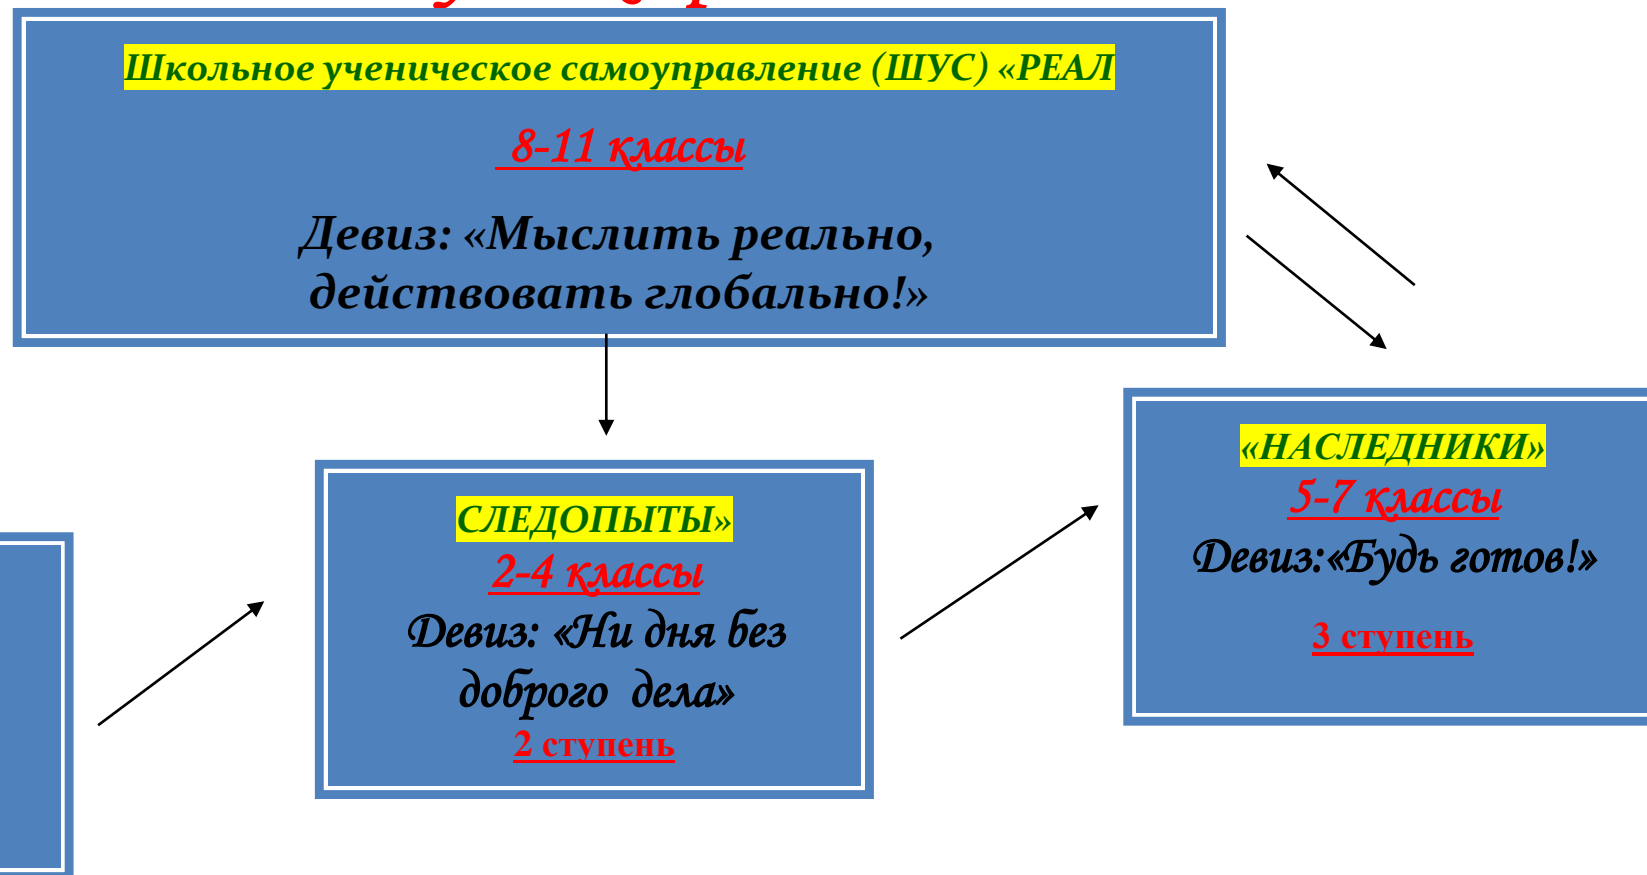 Школьное ученическое самоуправление (ШУС) «РЕАЛ
8-11 классы
Девиз: «Мыслить реально,
действовать глобально!»
СЛЕДОПЫТЫ»
2-4 классы
Девиз: «Ни дня без
доброго дела»
2 ступень
«НАСЛЕДНИКИ»
5-7 классы
Девиз:«Будь готов!»
3 ступень